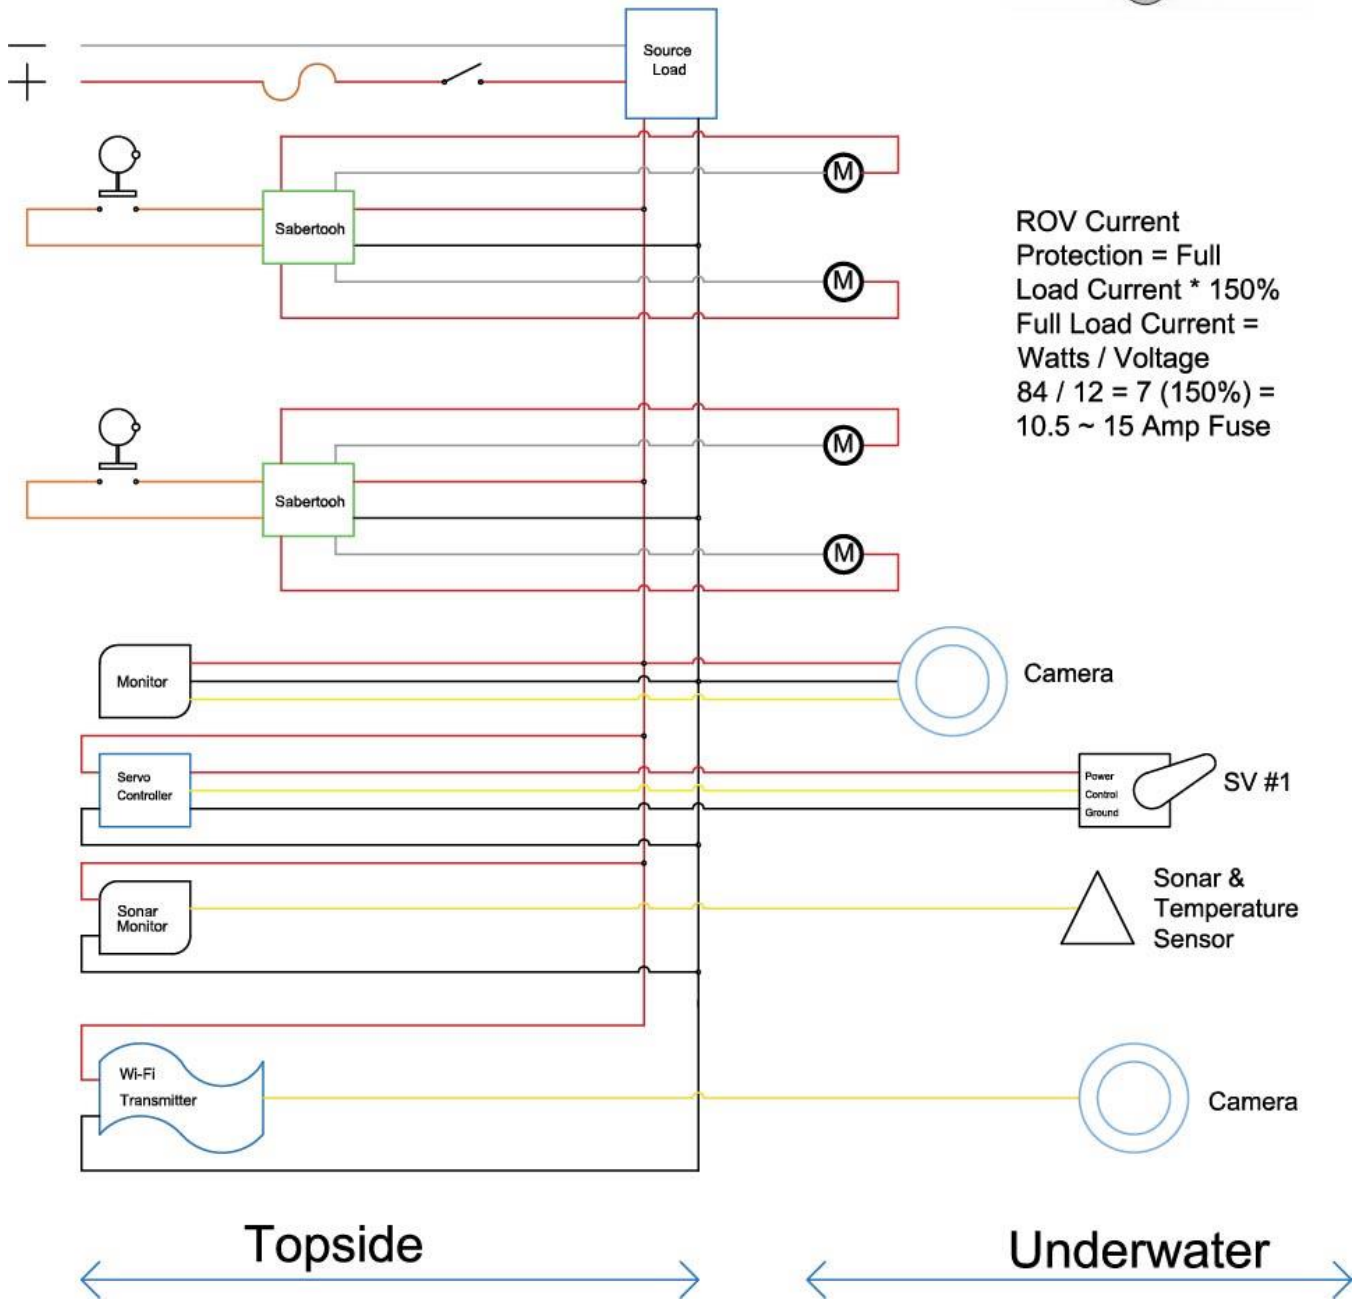 Source
Load
M
Sabertooh
M
ROV Current
Protection = Full
Load Current * 150%
Full Load Current =
Watts / Voltage
84 / 12 = 7 (150%) =
10.5 ~ 15 Amp Fuse
M
Sabertooh
M
Monitor
Camera
Servo
Controller
Power
Control
Ground
SV #1
Sonar
Monitor
Sonar &
Temperature
Sensor
Wi-Fi
Transmitter
Camera
Topside
Underwater